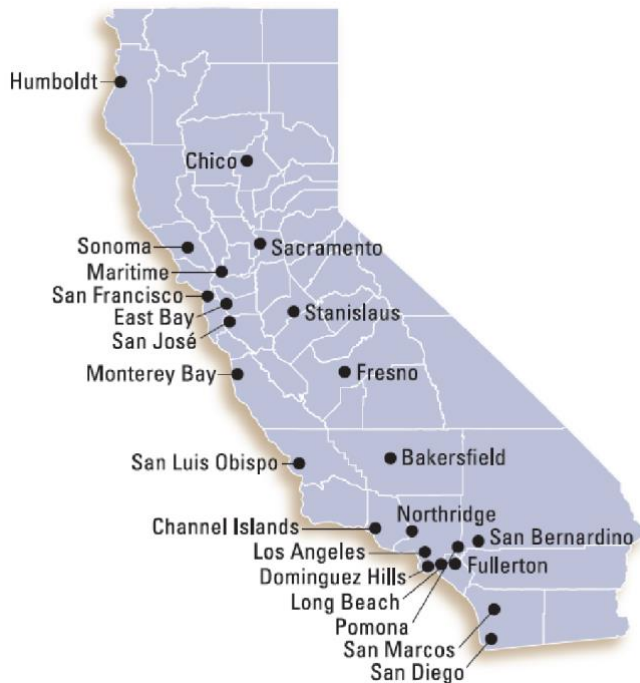 Humboldt
Chico
Sonoma
Sacramento
Maritime
San Francisco
East Bay
Stanislaus
San José
Monterey Bay
Fresno
San Luis Obispo
Bakersfield
Channel Islands
Northridge
San Bernardino
Los Angeles
Dominguez Hills
Fullerton
Long Beach
Pomona
San Marcos
San Diego